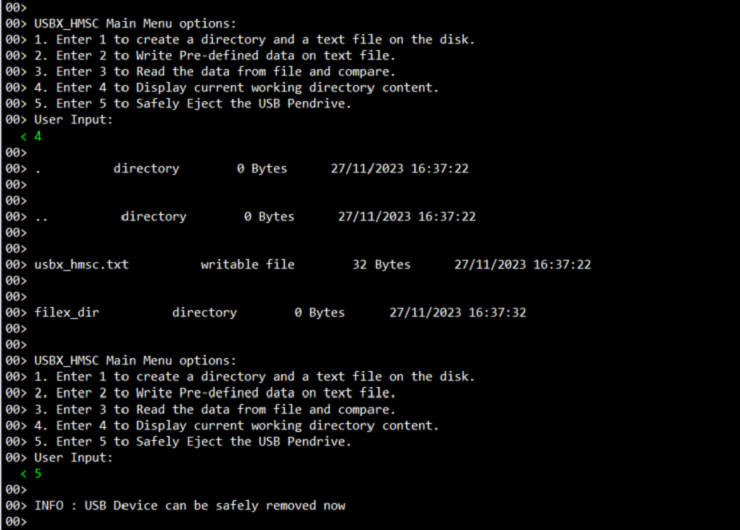 00>
00> USBX_HMSC Main Menu options:
00> 1. Enter 1 to create a directory and a text file on the disk.
00> 2. Enter 2 to Write Pre-defined data on text file.
00> 3. Enter 3 to Read the data from file and compare.
00> 4. Enter 4 to Display current working directory content.
00> 5. Enter 5 to Safely Eject the USB Pendrive.
00> User Input:
< 4
00>
00> . directory 0 Bytes 27/11/2023 16:37:22
00>
00>
00> .. directory 0 Bytes 27/11/2023 16:37:22
00>
00>
00> usbx_hmsc.txt writable file 32 Bytes 27/11/2023 16:37:22
00>
00>
00> filex_dir directory 0 Bytes 27/11/2023 16:37:32
00>
00>
00> USBX_HMSC Main Menu options:
00> 1. Enter 1 to create a directory and a text file on the disk.
00> 2. Enter 2 to Write Pre-defined data on text file.
00> 3. Enter 3 to Read the data from file and compare.
00> 4. Enter 4 to Display current working directory content.
00> 5. Enter 5 to Safely Eject the USB Pendrive.
00> User Input:
< 5
00>
00> INFO : USB Device can be safely removed now
00>